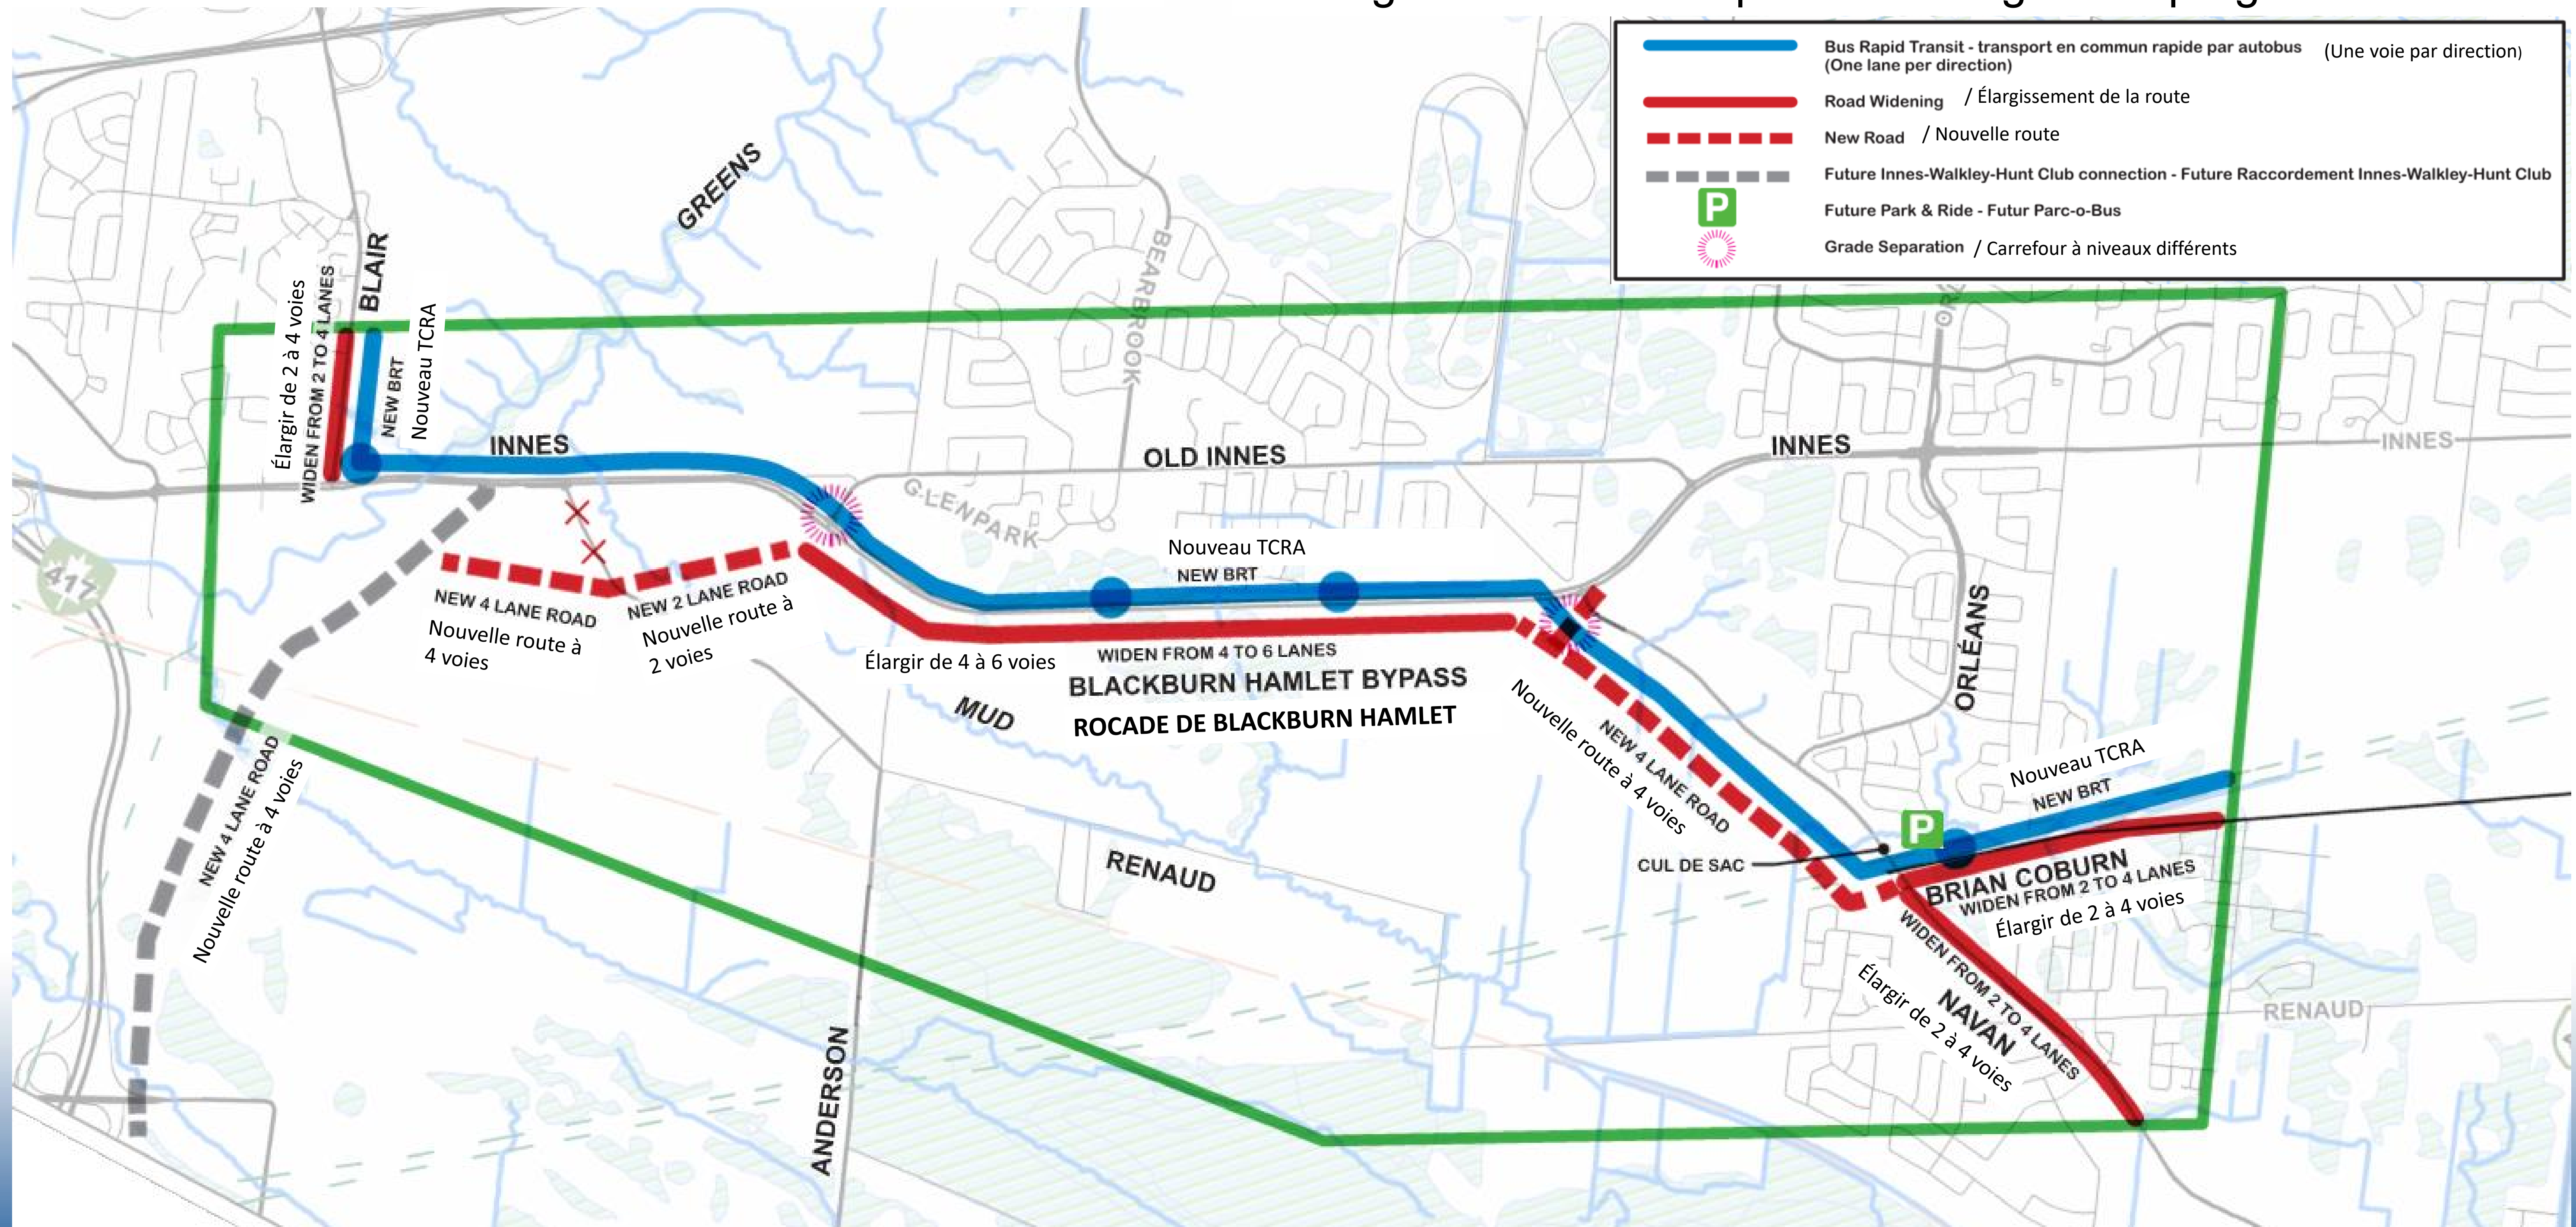 Bus Rapid Transit - transport en commun rapide par autobus (Une voie par direction)
(One lane per direction)
Road Widening / Élargissement de la route
New Road / Nouvelle route
Future Innes-Walkley-Hunt Club connection - Future Raccordement Innes-Walkley-Hunt Club
P
Future Park & Ride - Futur Parc-o-Bus
Grade Separation / Carrefour à niveaux différents
GREENS
BLAIR
BEARBROOK
Élargir de 2 à 4 voies
WIDEN FROM 2 TO 4 LANES
NEW BRT
Nouveau TCRA
INNES
OLD INNES
INNES
INNES
GLENPARK
417
Nouveau TCRA
NEW BRT
NEW 4 LANE ROAD
Nouvelle route à
4 voies
NEW 2 LANE ROAD
Nouvelle route à
2 voies
Élargir de 4 à 6 voies
WIDEN FROM 4 TO 6 LANES
BLACKBURN HAMLET BYPASS
ROCADE DE BLACKBURN HAMLET
MUD
ORLÉANS
NEW 4 LANE ROAD
Nouvelle route à 4 voies
NEW 4 LANE ROAD
Nouvelle route à 4 voies
Nouveau TCRA
NEW BRT
P
CUL DE SAC
RENAUD
BRIAN COBURN
WIDEN FROM 2 TO 4 LANES
Élargir de 2 à 4 voies
WIDEN FROM 2 TO 4 LANES
NAVAN
Élargir de 2 à 4 voies
RENAUD
ANDERSON